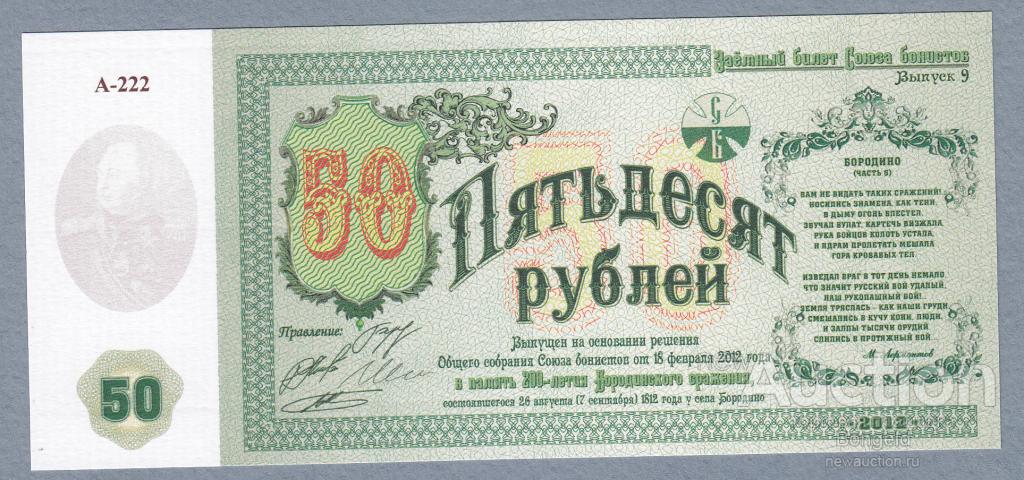 А-222
50
Заёмный билет Союза бонистов
Выпуск 9
50
С
Б
50
Пятьдесят
рублей
Правление:
Выпущен на основании решения
Общего собрания Союза бонистов от 18 февраля 2012 года
в память 200-летия Бородинского сражения,
состоявшегося 26 августа (7 сентября) 1812 года у села Бородино
БОРОДИНО
(ЧАСТЬ 6)
ВАМ НЕ ВИДАТЬ ТАКИХ СРАЖЕНИЙ!
НОСИЛИСЬ ЗНАМЕНА, КАК ТЕНИ,
В ДЫМУ ОГОНЬ БЛЕСТЕЛ,
ЗВУЧАЛ БУЛАТ, КАРТЕЧЬ ВИЗЖАЛА,
РУКА БОЙЦОВ КОЛОТЬ УСТАЛА,
И ЯДРАМ ПРОЛЕТАТЬ МЕШАЛА
ГОРА КРОВАВЫХ ТЕЛ.
ИЗВЕДАЛ ВРАГ В ТОТ ДЕНЬ НЕМАЛО,
ЧТО ЗНАЧИТ РУССКИЙ БОЙ УДАЛЫЙ,
НАШ РУКОПАШНЫЙ БОЙ!..
ЗЕМЛЯ ТРЯСЛАСЬ - КАК НАШИ ГРУДИ,
СМЕШАЛИСЬ В КУЧУ КОНИ, ЛЮДИ,
И ЗАЛПЫ ТЫСЯЧИ ОРУДИЙ
СЛИЛИСЬ В ПРОТЯЖНЫЙ ВОЙ...
М. Лермонтов
2012
Auction
Bongeld
newauction.ru